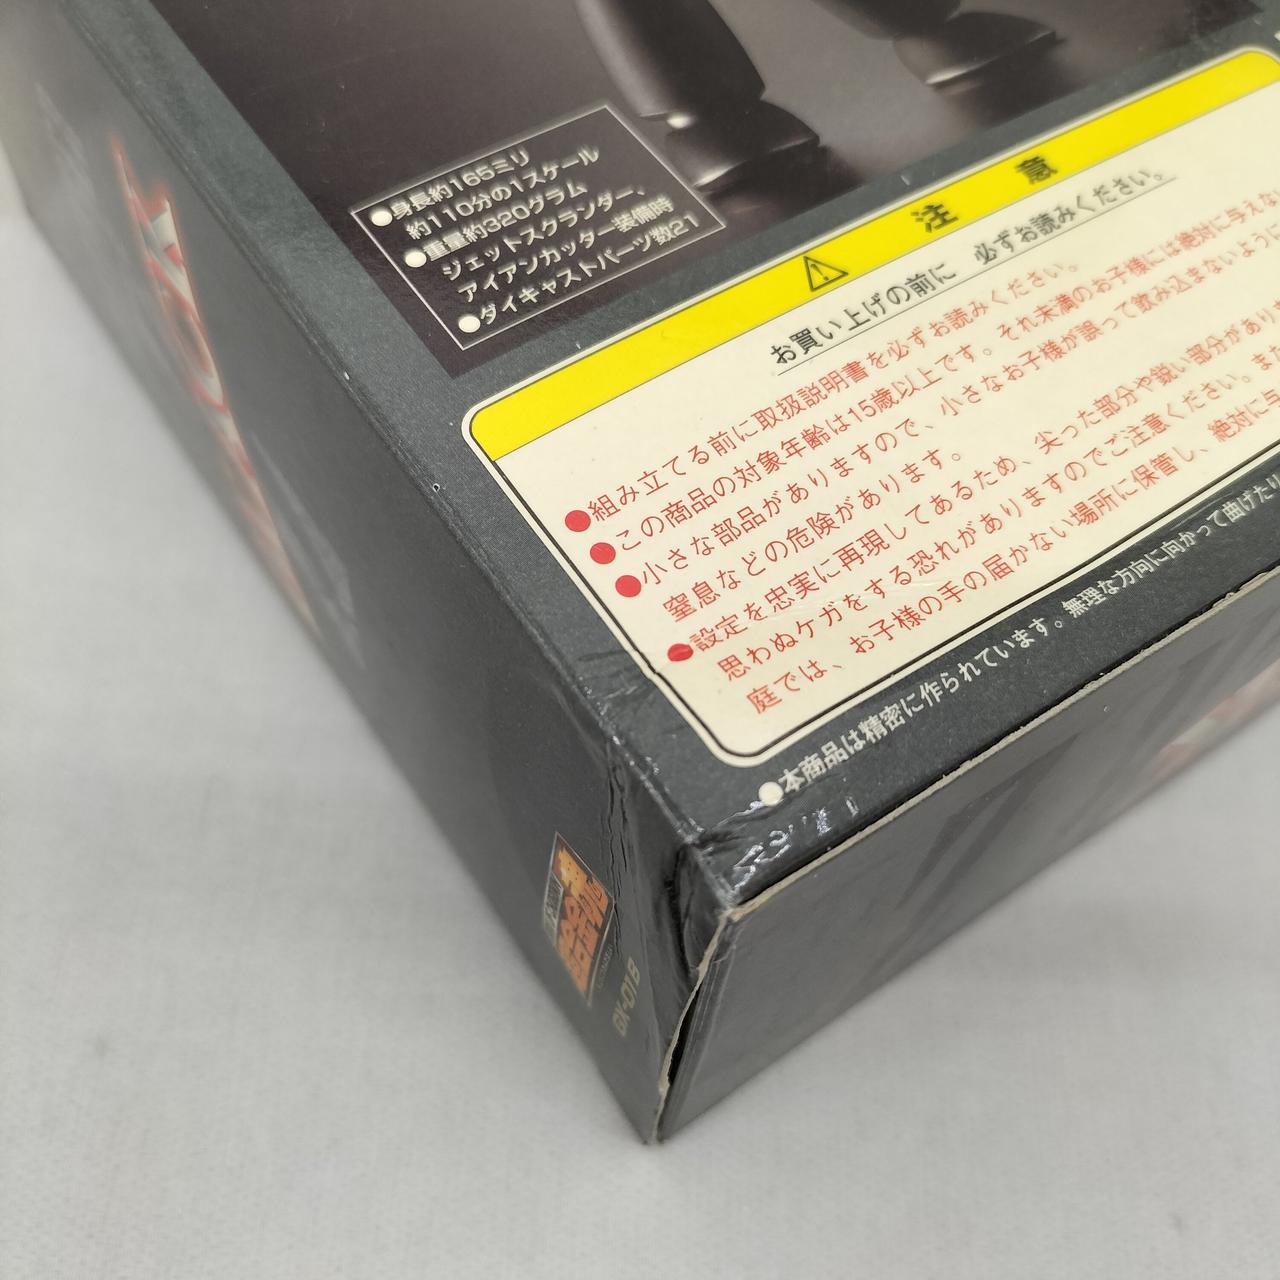 ●身長約165ミリ
約110分の1スケール
●重量約320グラム
ジェットスクランダー、
アイアンカッター装備時
●ダイキャストパーツ数21
注意
お買い上げの前に 必ずお読みください。
●組み立てる前に取扱説明書を必ずお読みください。
●この商品の対象年齢は15歳以上です。それ未満のお子様には絶対に与えな
●小さな部品がありますので、小さなお子様が誤って飲み込まないように
窒息などの危険があります。
●設定を忠実に再現してあるため、尖った部分や鋭い部分があり
思わぬケガをする恐れがありますのでご注意ください。また
庭では、お子様の手の届かない場所に保管し、絶対に与
●本商品は精密に作られています。無理な方向に向かって曲げたり
超合金魂
GX-01B